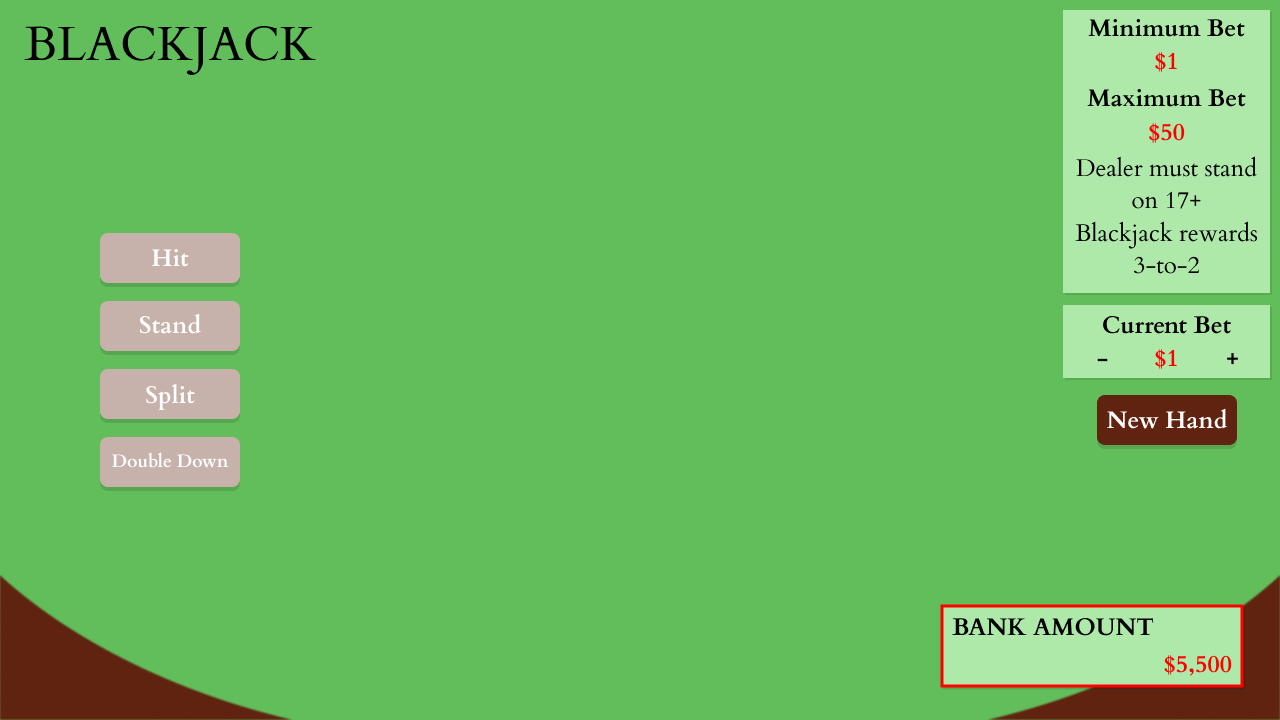 BLACKJACK
Minimum Bet
$1
Maximum Bet
$50
Dealer must stand
on 17+
Blackjack rewards
3-to-2
Hit
Stand
Split
Double Down
Current Bet
- $1 +
New Hand
BANK AMOUNT
$5,500